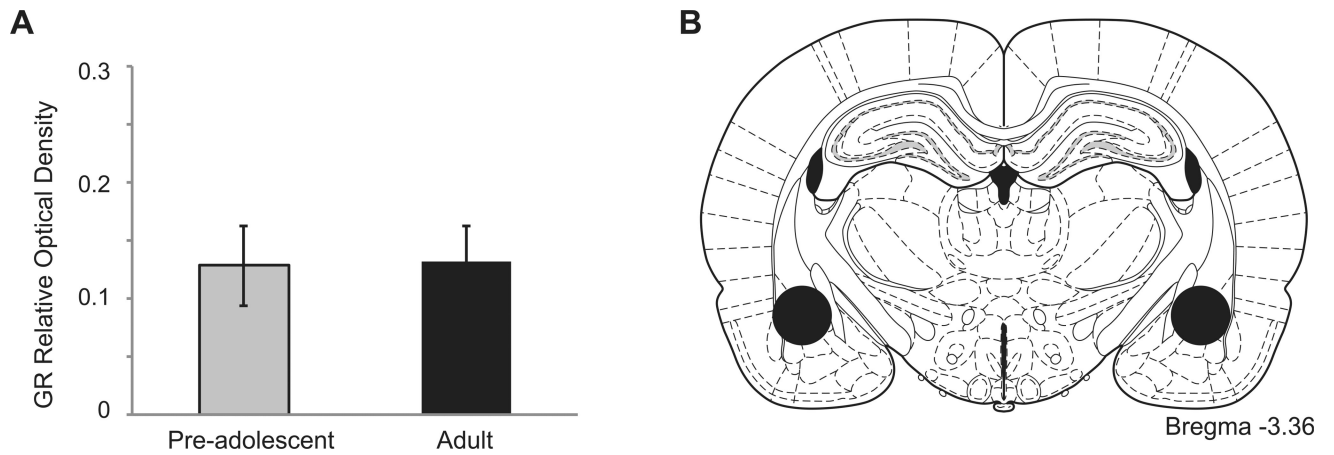 A
GR Relative Optical Density
0.3
0.2
0.1
0
Pre-adolescent
Adult
B
Bregma -3.36